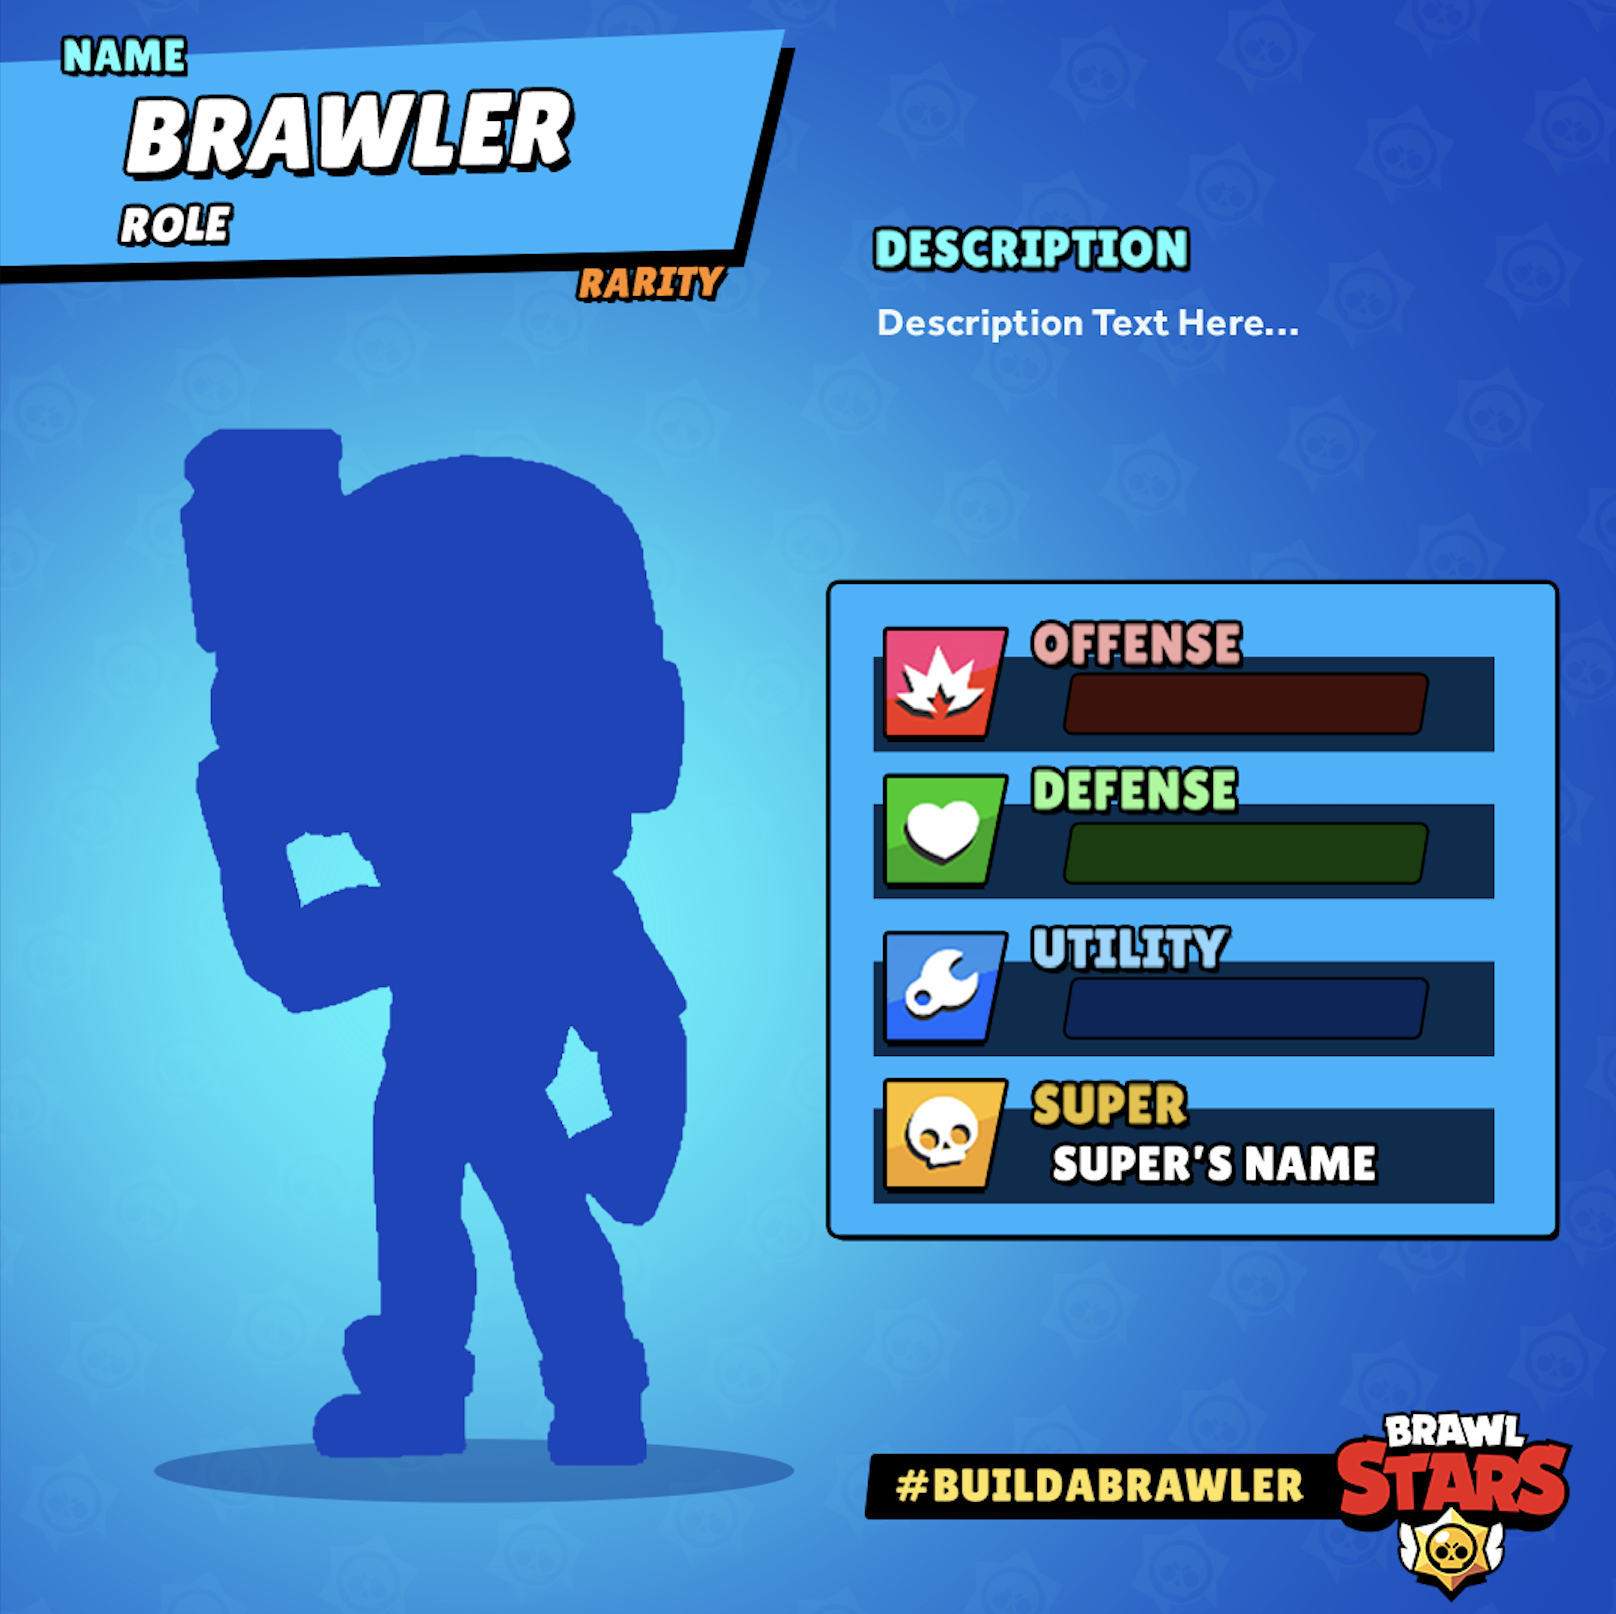 NAME
BRAWLER
ROLE
RARITY
DESCRIPTION
Description Text Here...
OFFENSE
DEFENSE
UTILITY
SUPER
SUPER'S NAME
#BUILDABRAWLER
BRAWL
STARS